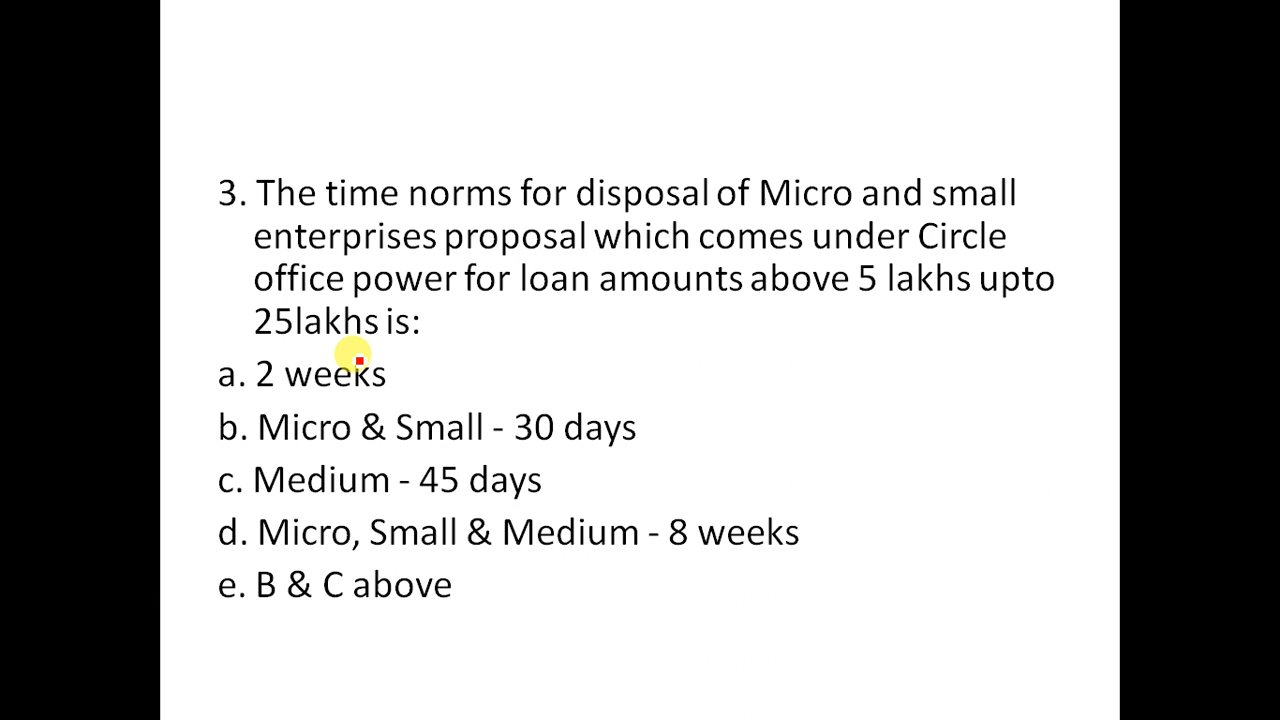 3. The time norms for disposal of Micro and small
enterprises proposal which comes under Circle
office power for loan amounts above 5 lakhs upto
25lakhs is:
a. 2 weeks
b. Micro & Small - 30 days
c. Medium - 45 days
d. Micro, Small & Medium - 8 weeks
e. B & C above